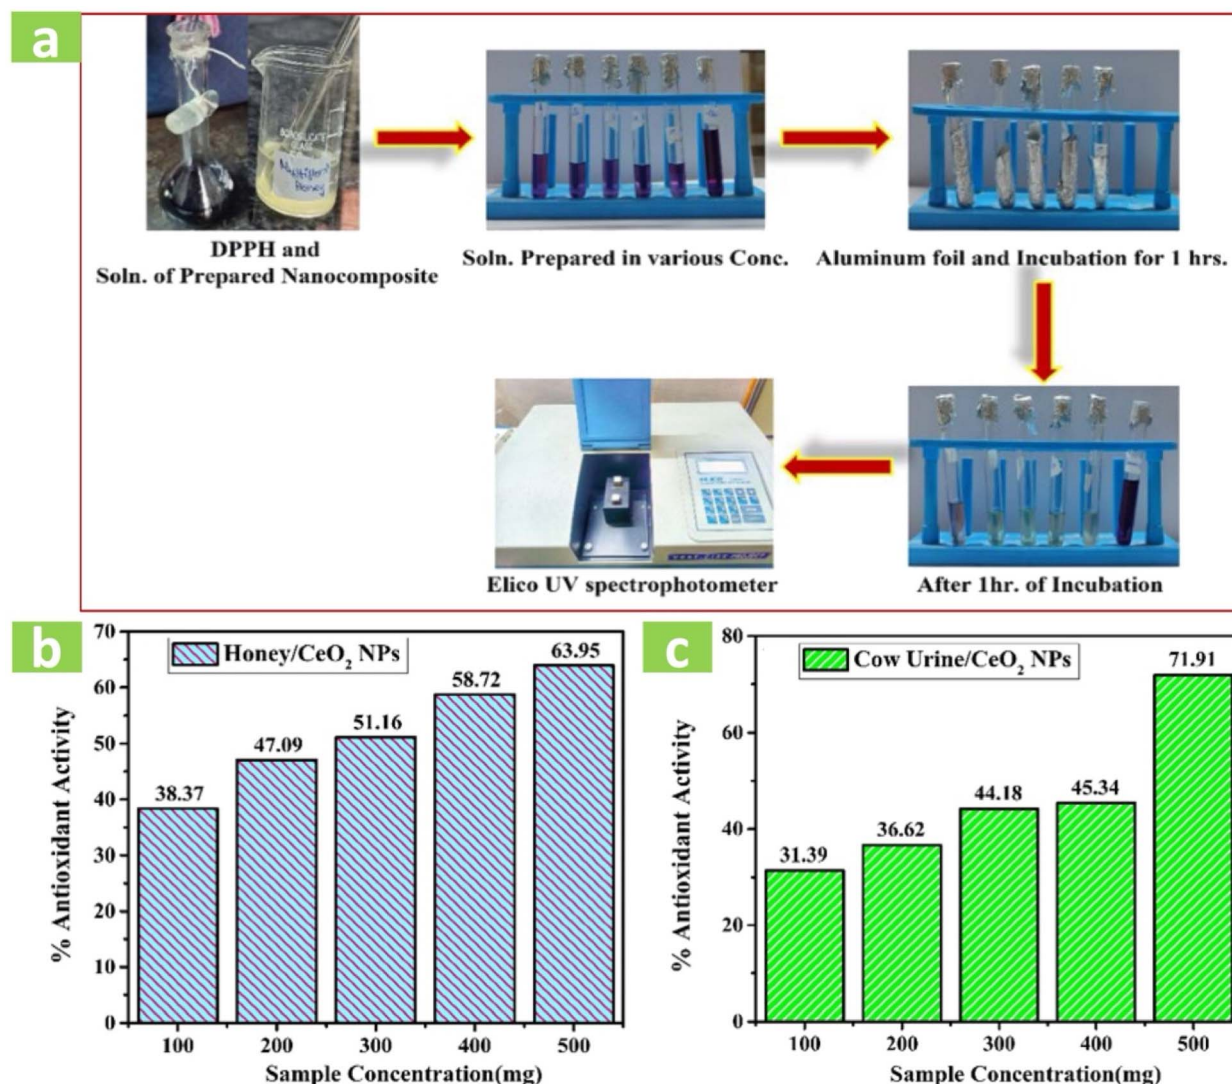 a
BOROSILICATE
GLASS
Multiflora
Honey
DPPH and
Soln. of Prepared Nanocomposite
Soln. Prepared in various Conc.
Aluminum foil and Incubation for 1 hrs.
Elico UV spectrophotometer
After 1hr. of Incubation
b
Honey/CeO₂ NPs
% Antioxidant Activity
70
60
50
40
30
20
10
0
38.37
47.09
51.16
58.72
63.95
100
200
300
400
500
Sample Concentration(mg)
c
Cow Urine/CeO₂ NPs
% Antioxidant Activity
80
60
40
20
0
31.39
36.62
44.18
45.34
71.91
100
200
300
400
500
Sample Concentration(mg)